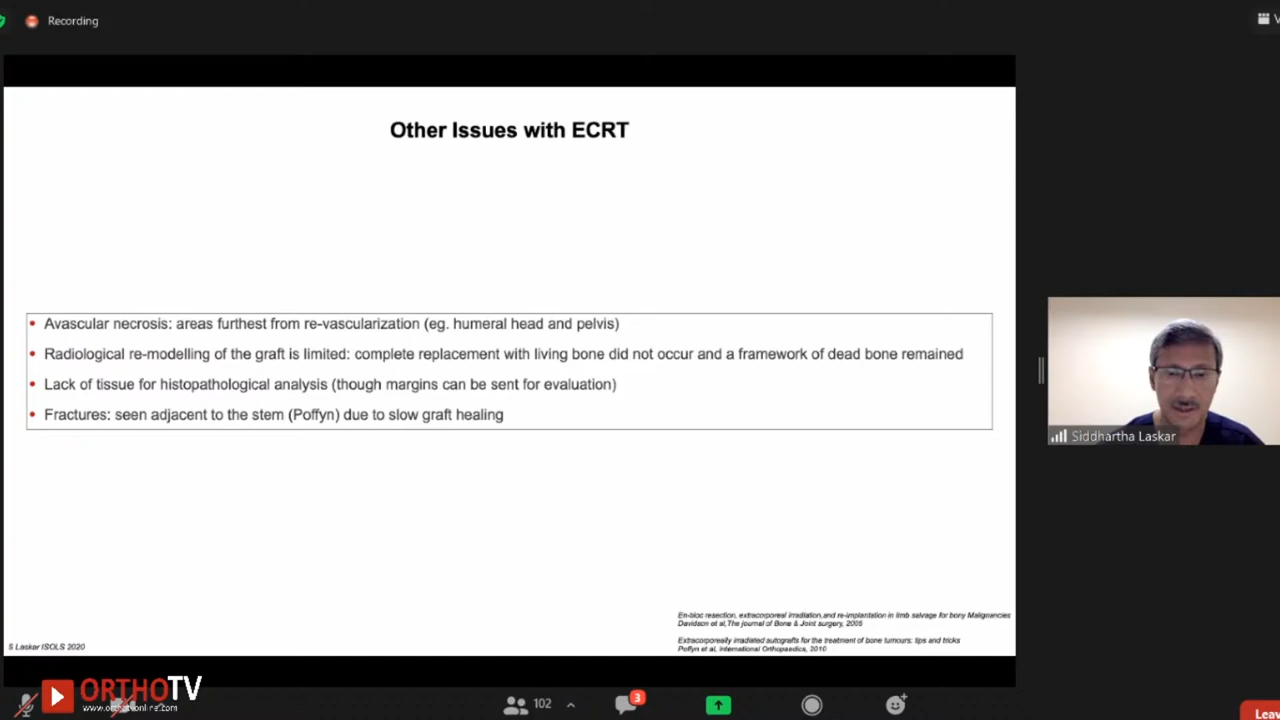 Recording
V
Other Issues with ECRT
• Avascular necrosis: areas furthest from re-vascularization (eg. humeral head and pelvis)
• Radiological re-modelling of the graft is limited: complete replacement with living bone did not occur and a framework of dead bone remained
• Lack of tissue for histopathological analysis (though margins can be sent for evaluation)
• Fractures: seen adjacent to the stem (Poffyn) due to slow graft healing
Siddhartha Laskar
En-bloc resection, extracorporeal irradiation,and re-implantation in limb salvage for bony Malignancies
Davidson et al,The journal of Bone & Joint surgery, 2005
Extracorporeally irradiated autografts for the treatment of bone tumours: tips and tricks
Poffyn et al, International Orthopaedics, 2010
S Laskar ISOLS 2020
ORTHOTV
www.orthotvonline.com
102
3
Leav